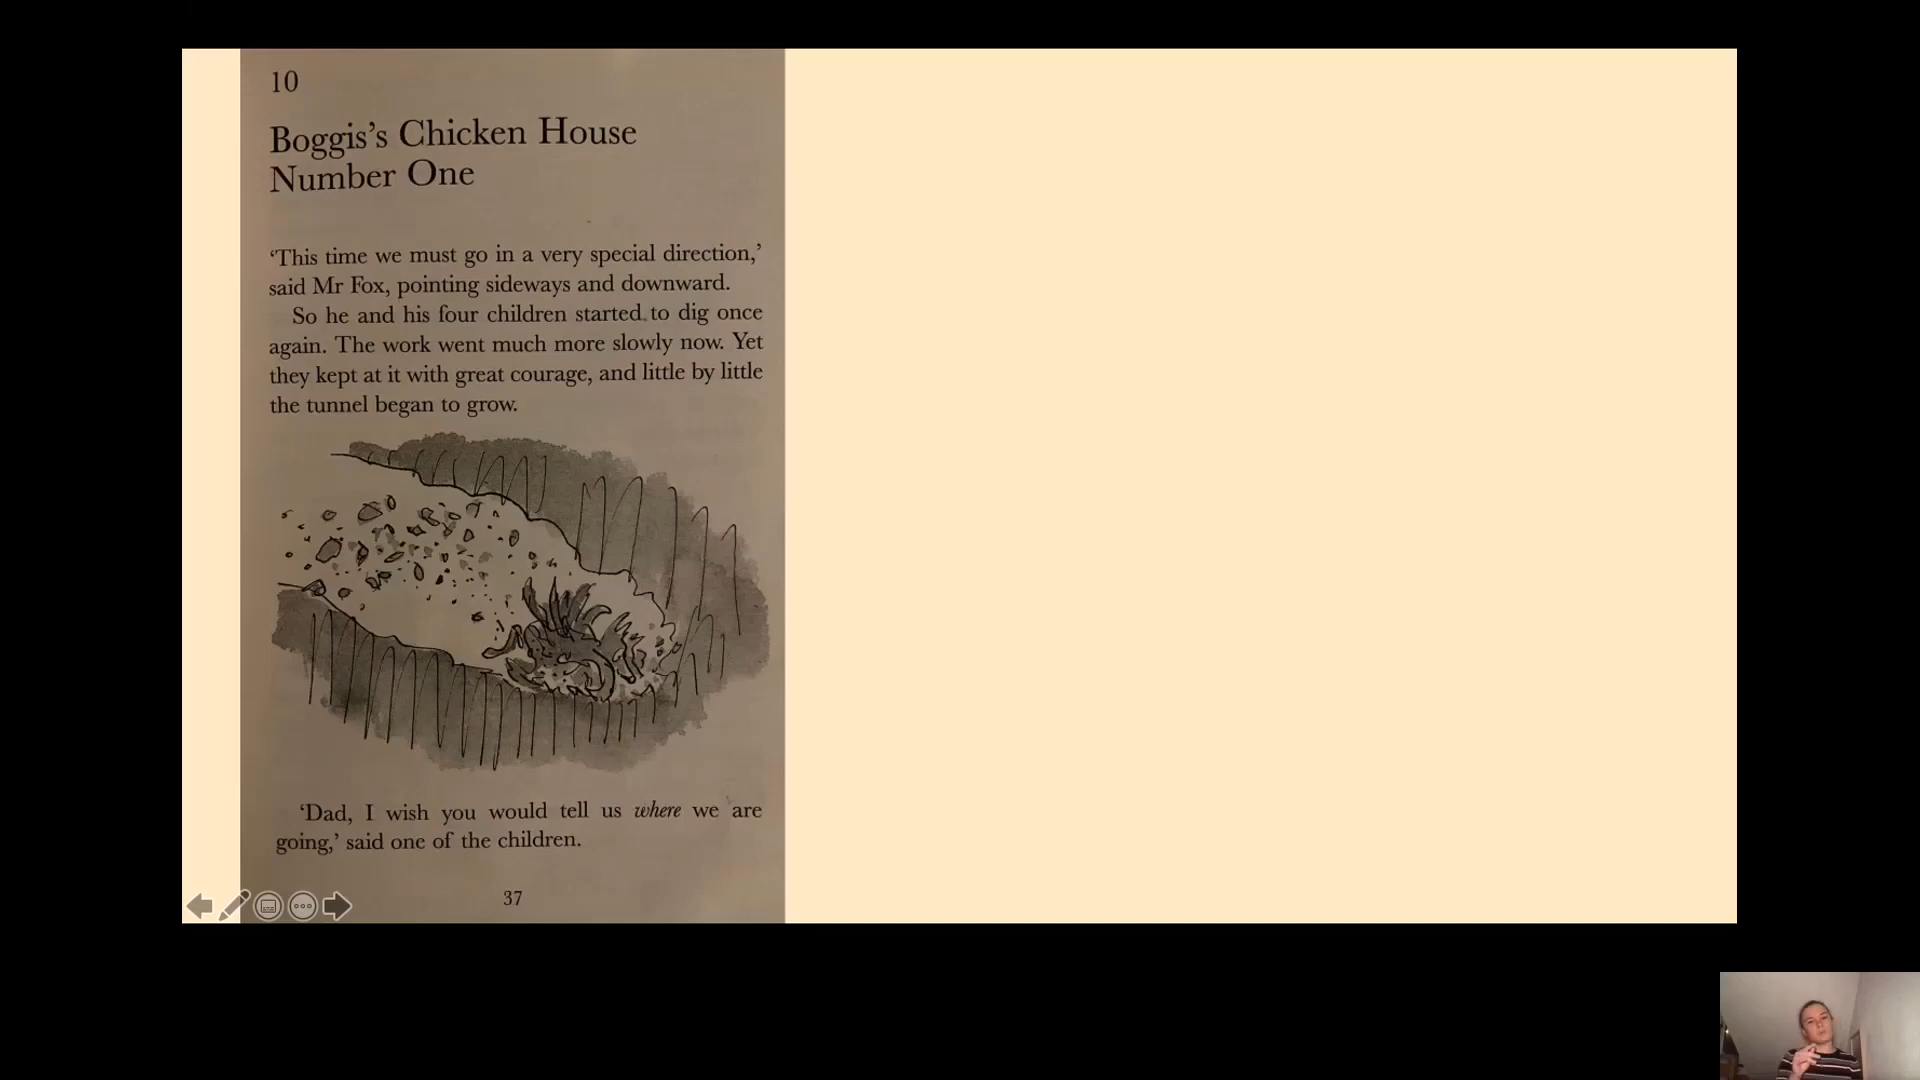 10
Boggis’s Chicken House
Number One
‘This time we must go in a very special direction,’
said Mr Fox, pointing sideways and downward.
So he and his four children started to dig once
again. The work went much more slowly now. Yet
they kept at it with great courage, and little by little
the tunnel began to grow.
‘Dad, I wish you would tell us where we are
going,’ said one of the children.
37